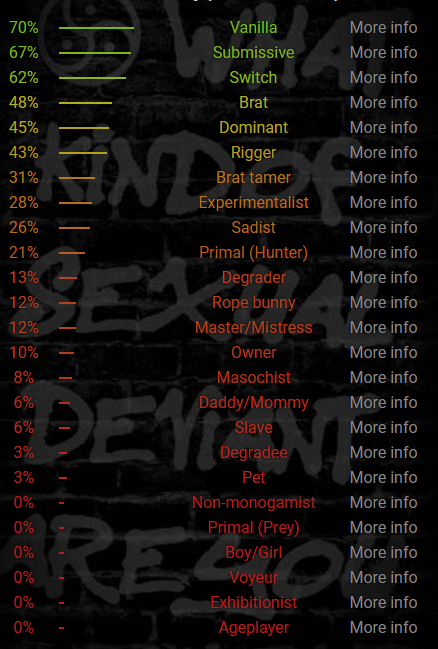 70% Vanilla More info
67% Submissive More info
62% Switch More info
48% Brat More info
45% Dominant More info
43% Rigger More info
31% Brat tamer More info
28% Experimentalist More info
26% Sadist More info
21% Primal (Hunter) More info
13% Degrader More info
12% Rope bunny More info
12% Master/Mistress More info
10% Owner More info
8% Masochist More info
6% Daddy/Mommy More info
6% Slave More info
3% Degradee More info
3% Pet More info
0% Non-monogamist More info
0% Primal (Prey) More info
0% Boy/Girl More info
0% Voyeur More info
0% Exhibitionist More info
0% Ageplayer More info
WHAT
KIND OF
SEXUAL
DEVIANT
ARE YOU